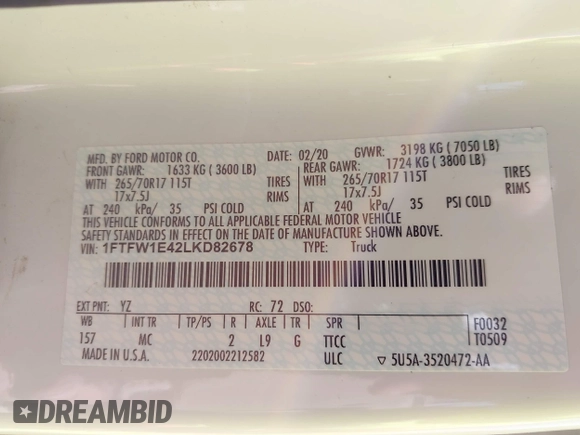 MFD. BY FORD MOTOR CO.
DATE: 02/20 GVWR: 3198 KG ( 7050 LB)
FRONT GAWR: 1633 KG ( 3600 LB)
REAR GAWR: 1724 KG ( 3800 LB)
WITH 265/70R17 115T TIRES WITH 265/70R17 115T TIRES
17x7.5J RIMS 17x7.5J RIMS
AT 240 kPa/ 35 PSI COLD AT 240 kPa/ 35 PSI COLD
THIS VEHICLE CONFORMS TO ALL APPLICABLE FEDERAL MOTOR VEHICLE
SAFETY STANDARDS IN EFFECT ON THE DATE OF MANUFACTURE SHOWN ABOVE.
VIN: 1FTFW1E42LKD82678 TYPE: Truck
EXT PNT: YZ RC: 72 DSO:
WB INT TR TP/PS R AXLE TR SPR F0032
157 MC 2 L9 G TTCC T0509
MADE IN U.S.A. 2202002212582 ULC ▽ 5U5A-3520472-AA
DREAMBID